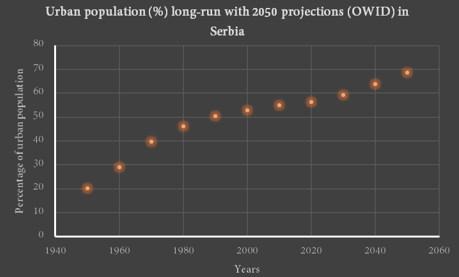 Urban population (%) long-run with 2050 projections (OWID) in
Serbia
Percentage of urban population
80
70
60
50
40
30
20
10
0
1940 1960 1980 2000 2020 2040 2060
Years